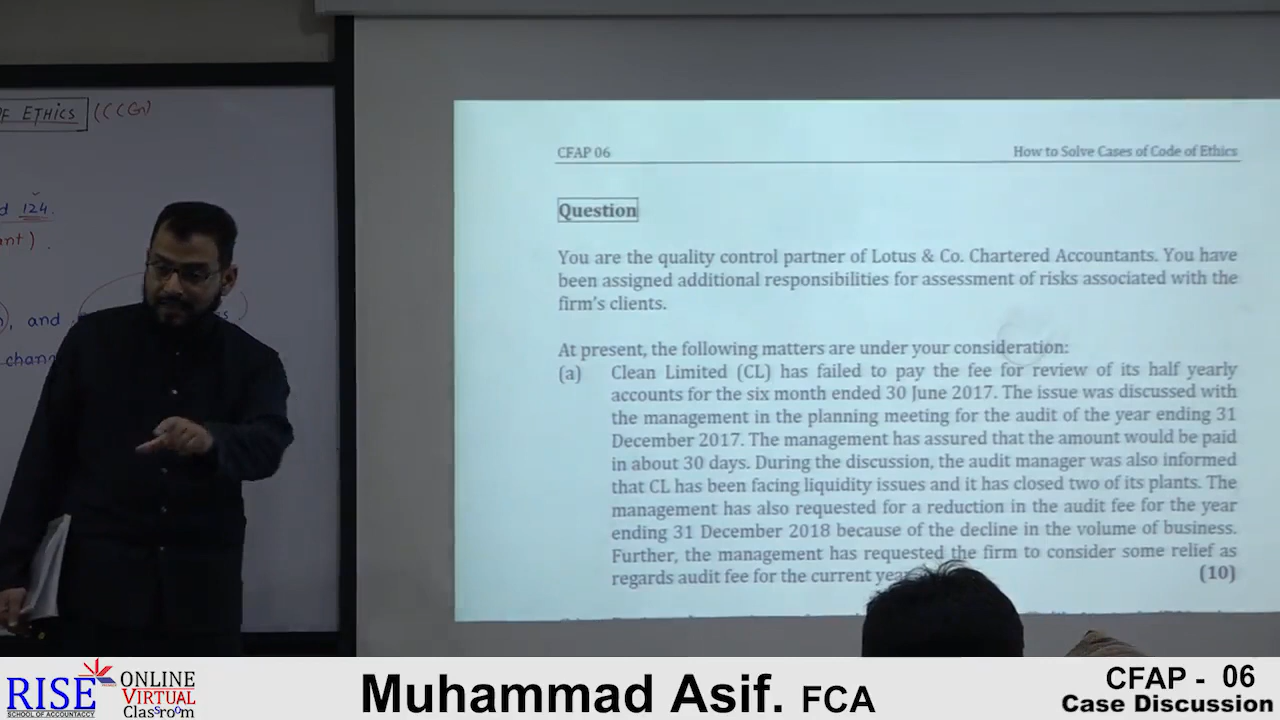 OF ETHICS (CCGn)
d 124.
ant).
, and
s
chan
CFAP 06
How to Solve Cases of Code of Ethics
Question
You are the quality control partner of Lotus & Co. Chartered Accountants. You have
been assigned additional responsibilities for assessment of risks associated with the
firm's clients.
At present, the following matters are under your consideration:
(a) Clean Limited (CL) has failed to pay the fee for review of its half yearly
accounts for the six month ended 30 June 2017. The issue was discussed with
the management in the planning meeting for the audit of the year ending 31
December 2017. The management has assured that the amount would be paid
in about 30 days. During the discussion, the audit manager was also informed
that CL has been facing liquidity issues and it has closed two of its plants. The
management has also requested for a reduction in the audit fee for the year
ending 31 December 2018 because of the decline in the volume of business.
Further, the management has requested the firm to consider some relief as
regards audit fee for the current yea (10)
RISE
SCHOOL OF ACCOUNTACCY
ONLINE
VIRTUAL
Classroom
Muhammad Asif. FCA
CFAP - 06
Case Discussion